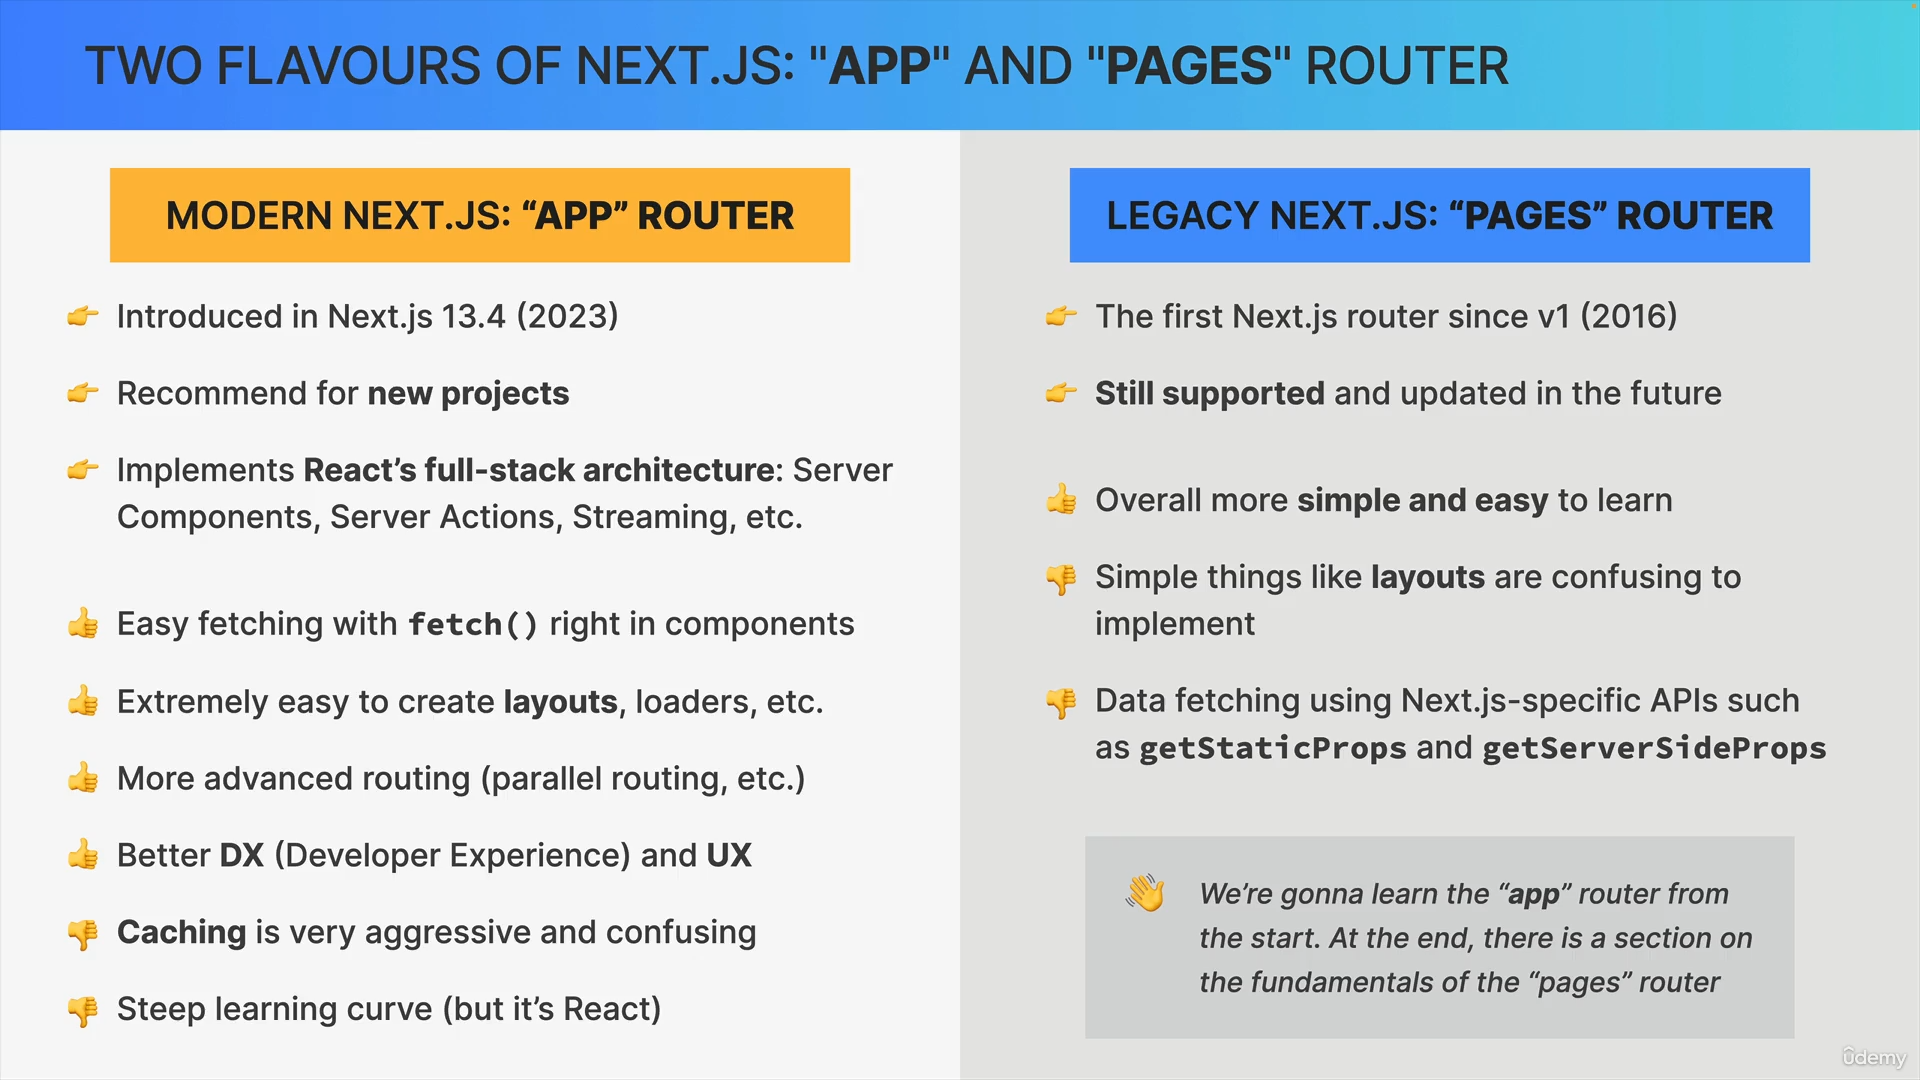 TWO FLAVOURS OF NEXT.JS: "APP" AND "PAGES" ROUTER
MODERN NEXT.JS: “APP” ROUTER
👉 Introduced in Next.js 13.4 (2023)
👉 Recommend for new projects
👉 Implements React’s full-stack architecture: Server
Components, Server Actions, Streaming, etc.
👍 Easy fetching with fetch() right in components
👍 Extremely easy to create layouts, loaders, etc.
👍 More advanced routing (parallel routing, etc.)
👍 Better DX (Developer Experience) and UX
👎 Caching is very aggressive and confusing
👎 Steep learning curve (but it’s React)
LEGACY NEXT.JS: “PAGES” ROUTER
👉 The first Next.js router since v1 (2016)
👉 Still supported and updated in the future
👍 Overall more simple and easy to learn
👎 Simple things like layouts are confusing to
implement
👎 Data fetching using Next.js-specific APIs such
as getStaticProps and getServerSideProps
👋 We’re gonna learn the “app” router from
the start. At the end, there is a section on
the fundamentals of the “pages” router
ûdemy